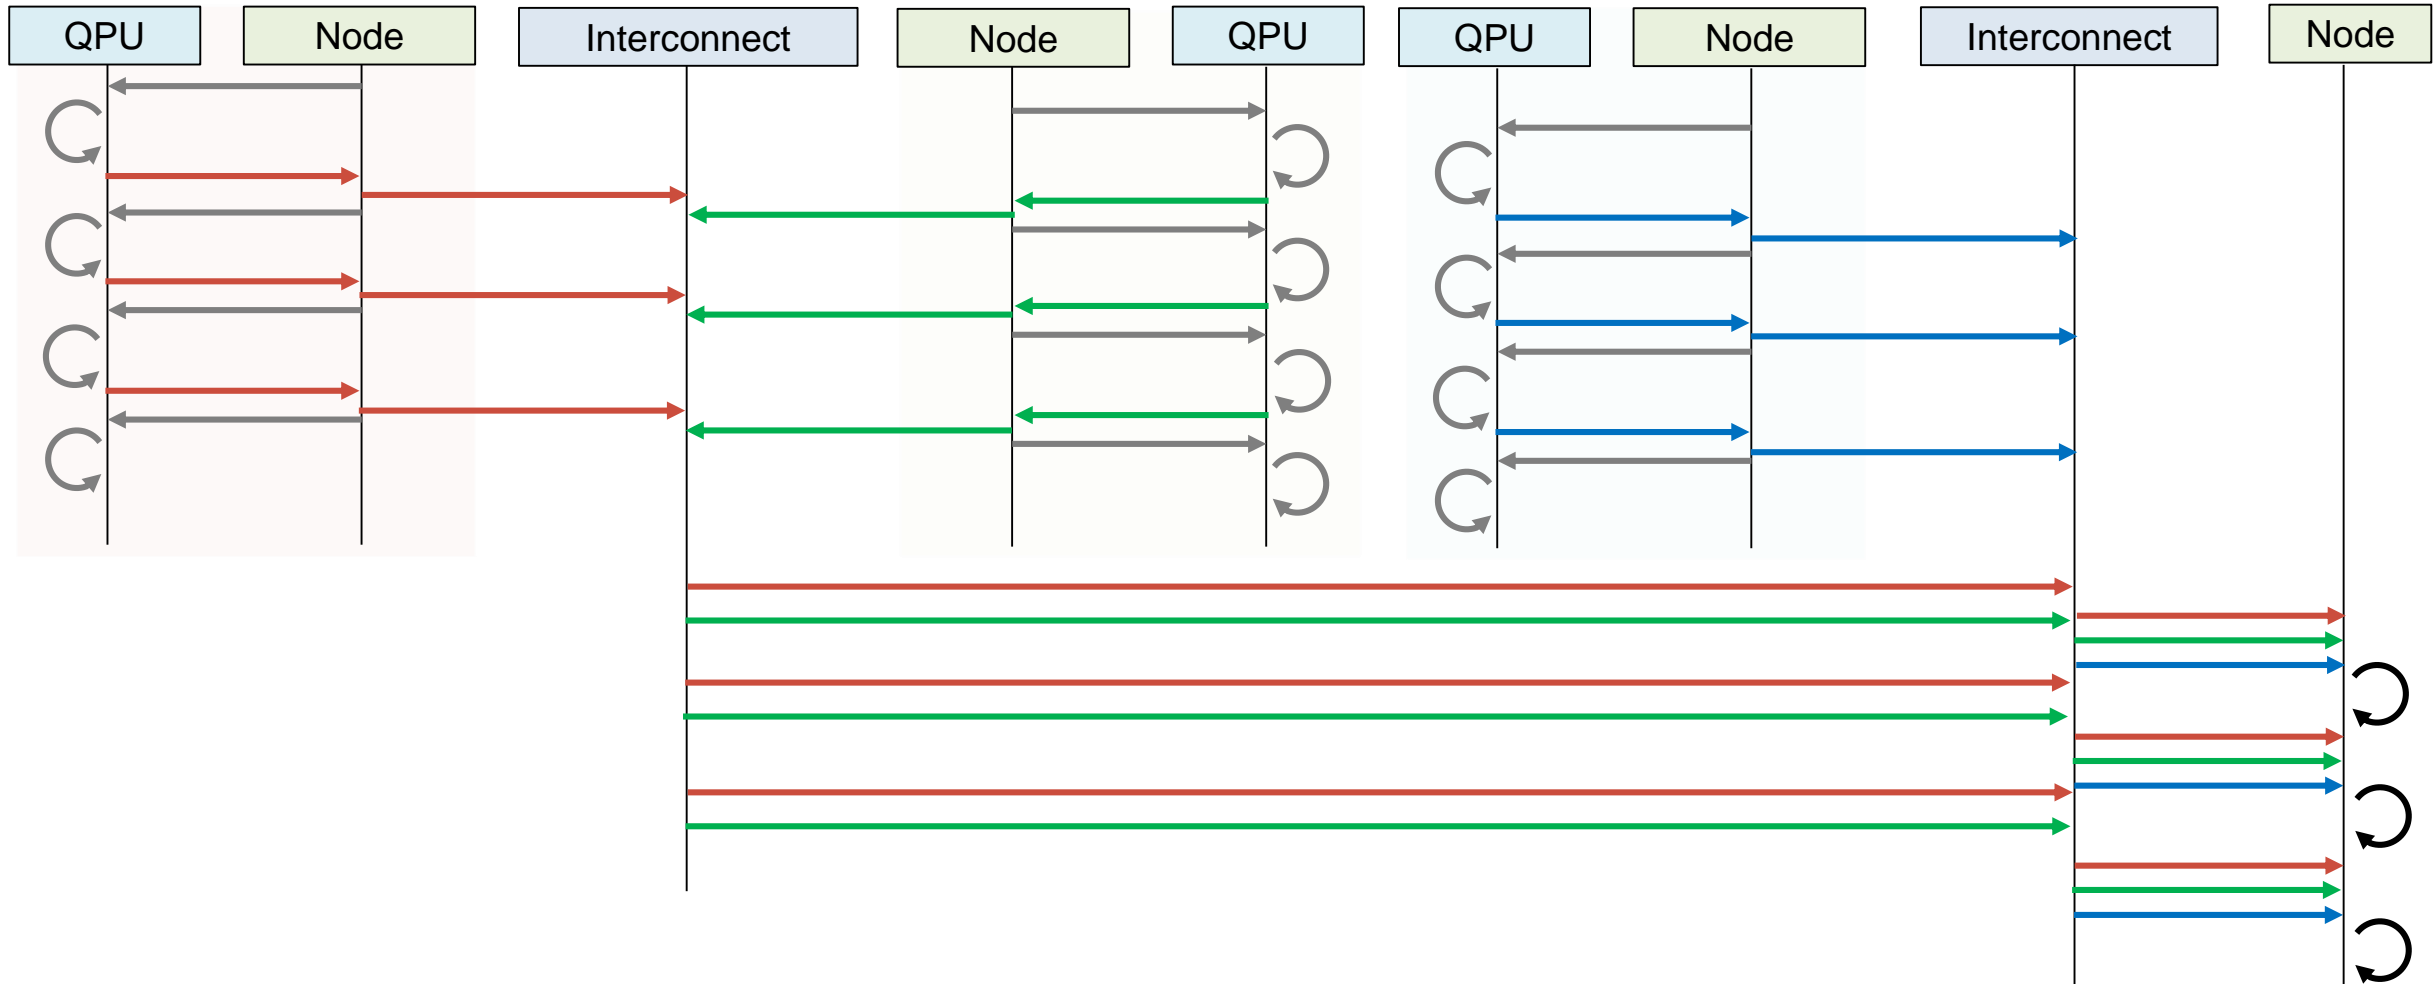 QPU
Node
Interconnect
Node
QPU
QPU
Node
Interconnect
Node